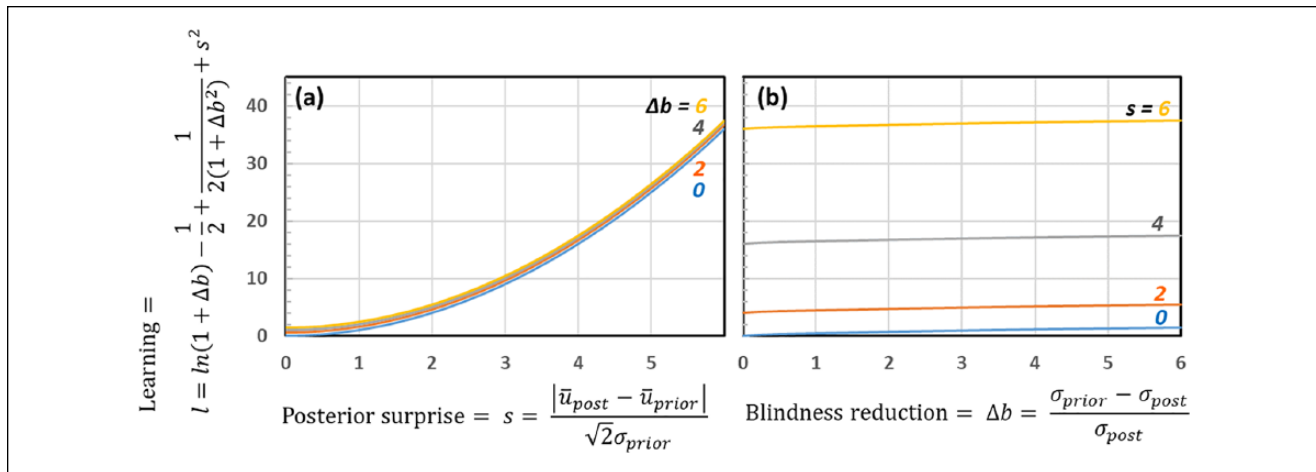 Learning =
l = ln(1 + Δb) − 1/2 + 1/(2(1 + Δb²)) + s²
(a)
Δb = 6
4
2
0
40
30
20
10
0
0 1 2 3 4 5
Posterior surprise = s = |ū_post − ū_prior| / √2σ_prior
(b)
s = 6
4
2
0
0 1 2 3 4 5 6
Blindness reduction = Δb = (σ_prior − σ_post) / σ_post